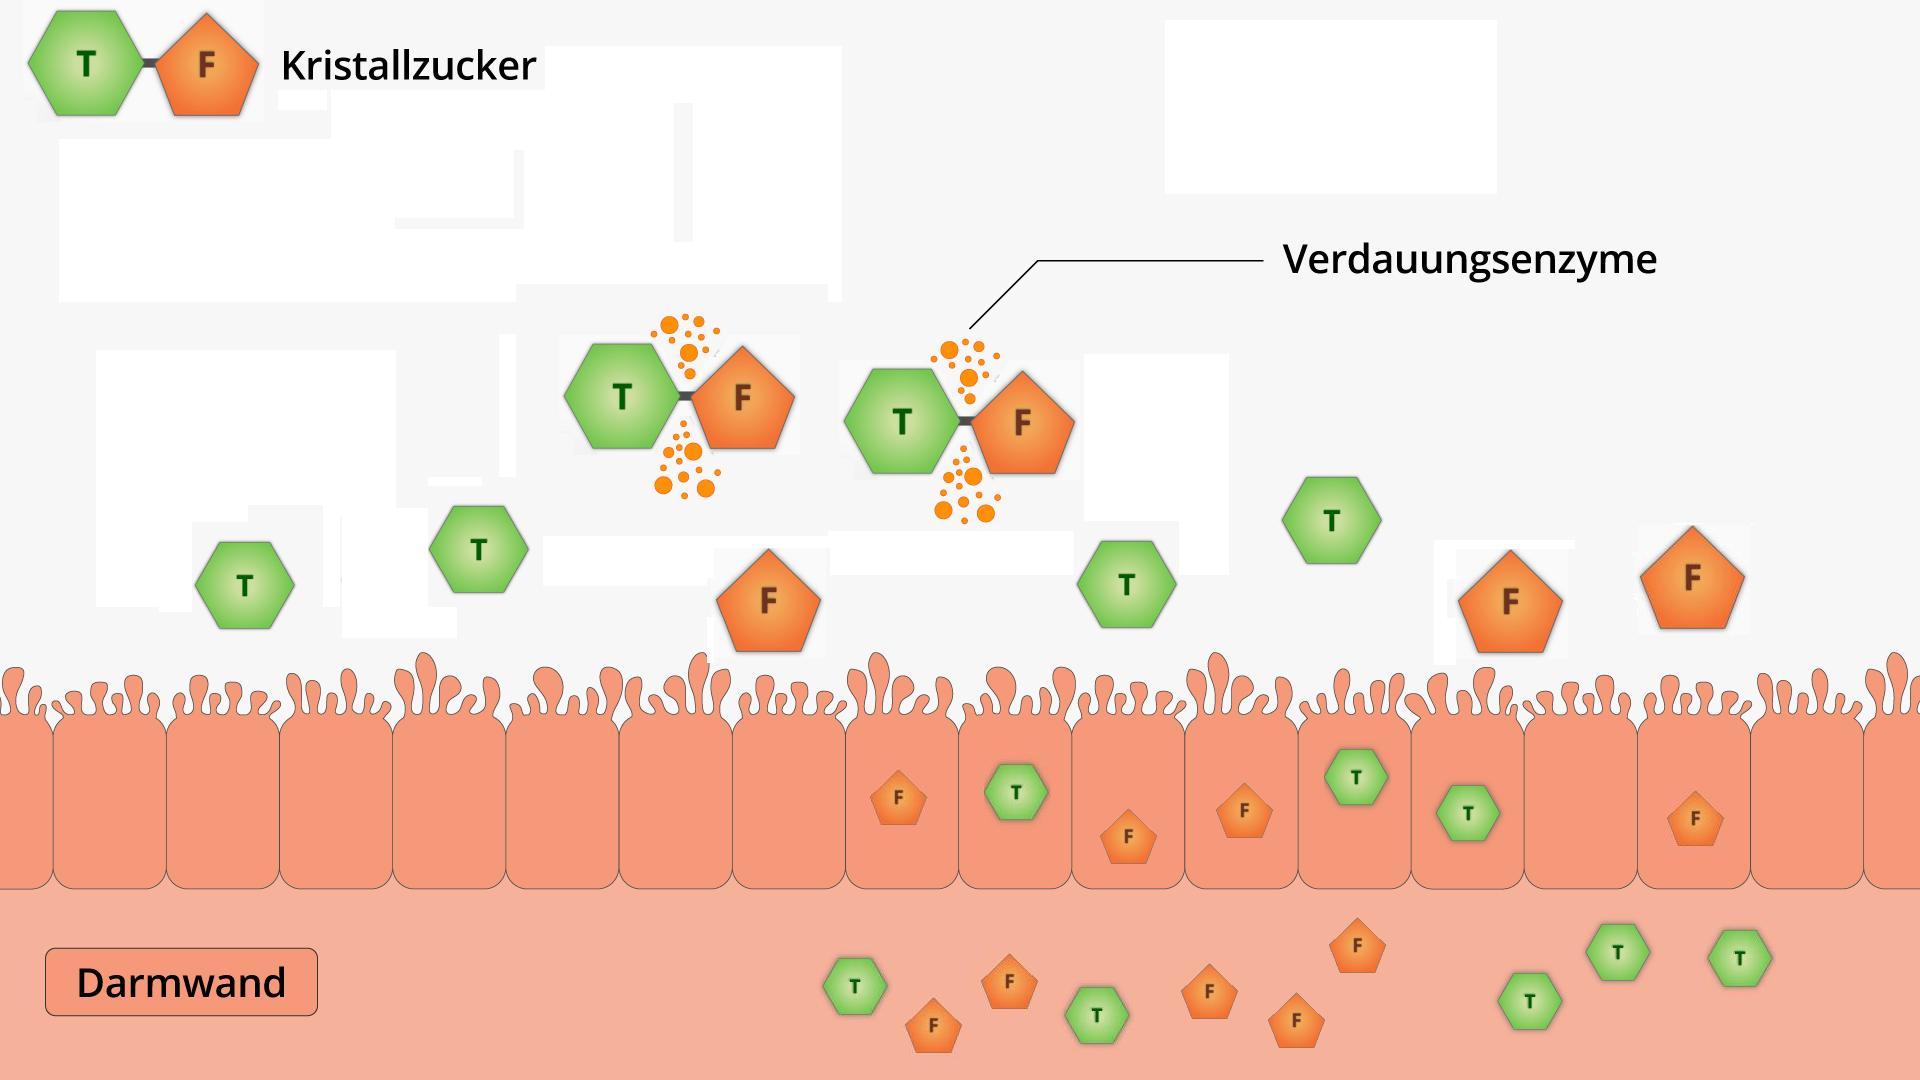 T F Kristallzucker
Verdauungsenzyme
T F T F
T T F T T F F
F T F F T T F
T F F T F F F T T T
Darmwand